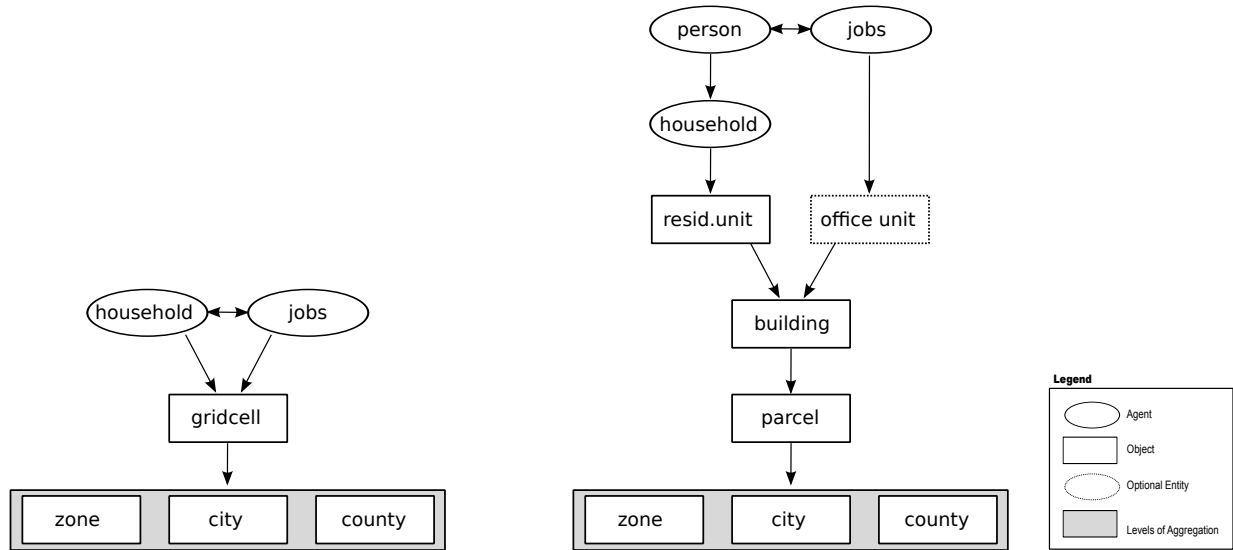 person
jobs
household
resid.unit
office unit
household
jobs
building
gridcell
parcel
zone
city
county
zone
city
county
Legend
Agent
Object
Optional Entity
Levels of Aggregation